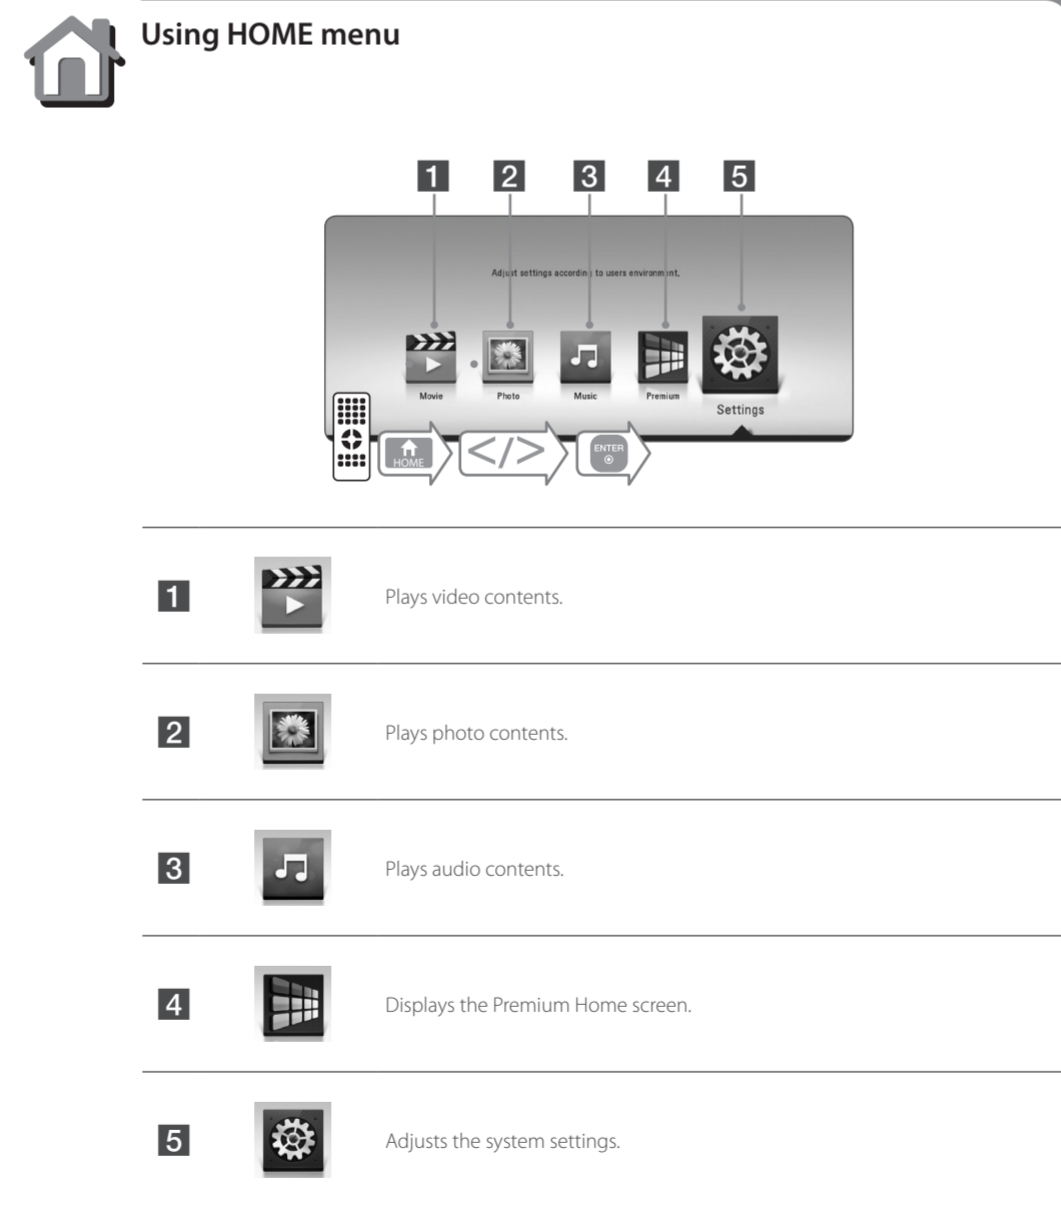 Using HOME menu
1 2 3 4 5
Adjust settings according to users environment.
Movie Photo Music Premium Settings
HOME </> ENTER
1 Plays video contents.
2 Plays photo contents.
3 Plays audio contents.
4 Displays the Premium Home screen.
5 Adjusts the system settings.